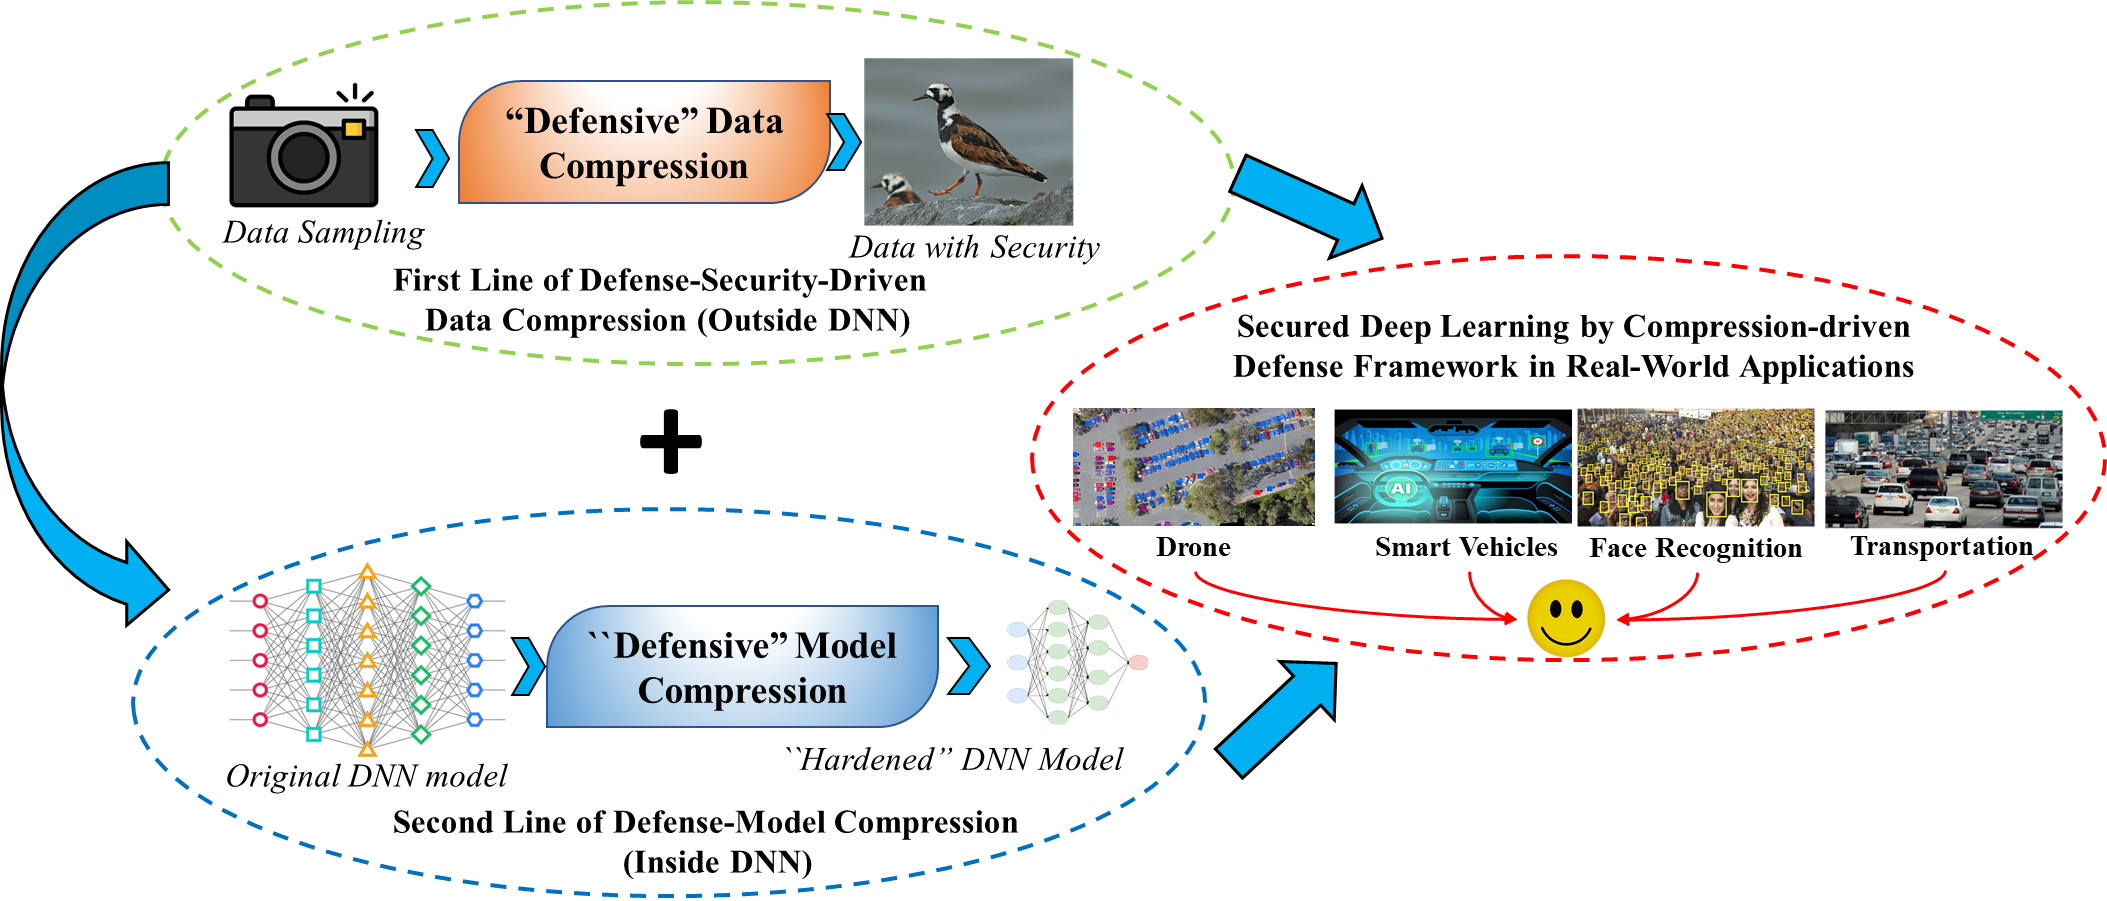 “Defensive” Data
Compression
Data Sampling
Data with Security
First Line of Defense-Security-Driven
Data Compression (Outside DNN)
+
Secured Deep Learning by Compression-driven
Defense Framework in Real-World Applications
AI
Drone
Smart Vehicles
Face Recognition
Transportation
``Defensive” Model
Compression
Original DNN model
``Hardened” DNN Model
Second Line of Defense-Model Compression
(Inside DNN)